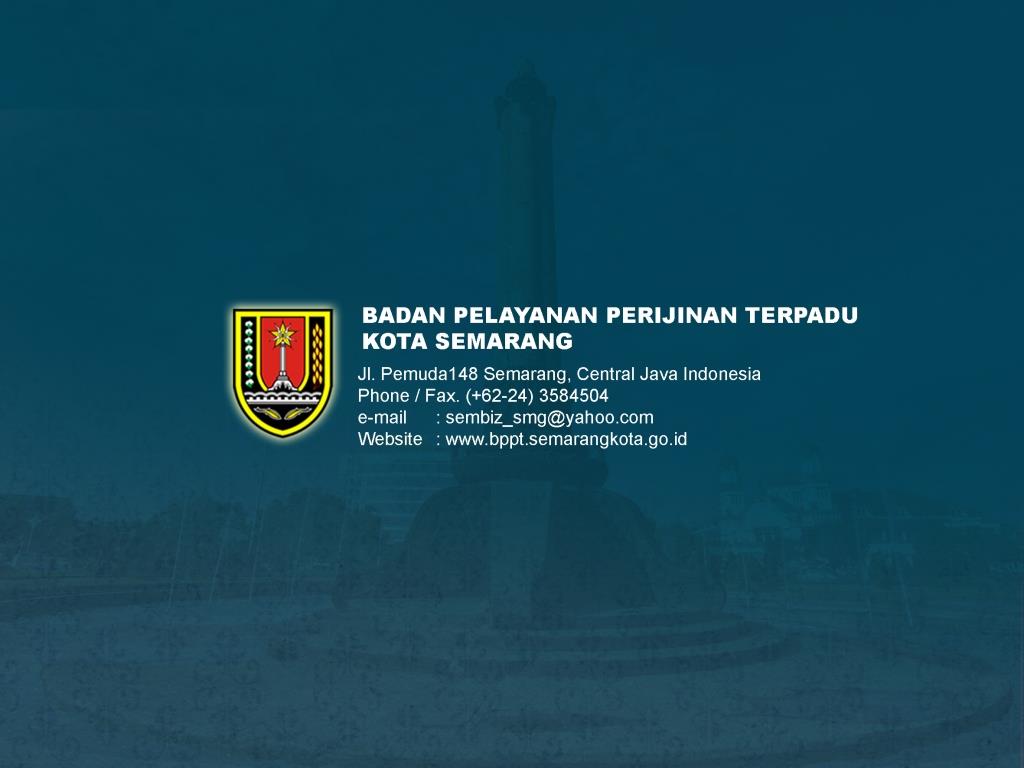 BADAN PELAYANAN PERIJINAN TERPADU
KOTA SEMARANG
Jl. Pemuda148 Semarang, Central Java Indonesia
Phone / Fax. (+62-24) 3584504
e-mail : sembiz_smg@yahoo.com
Website : www.bppt.semarangkota.go.id